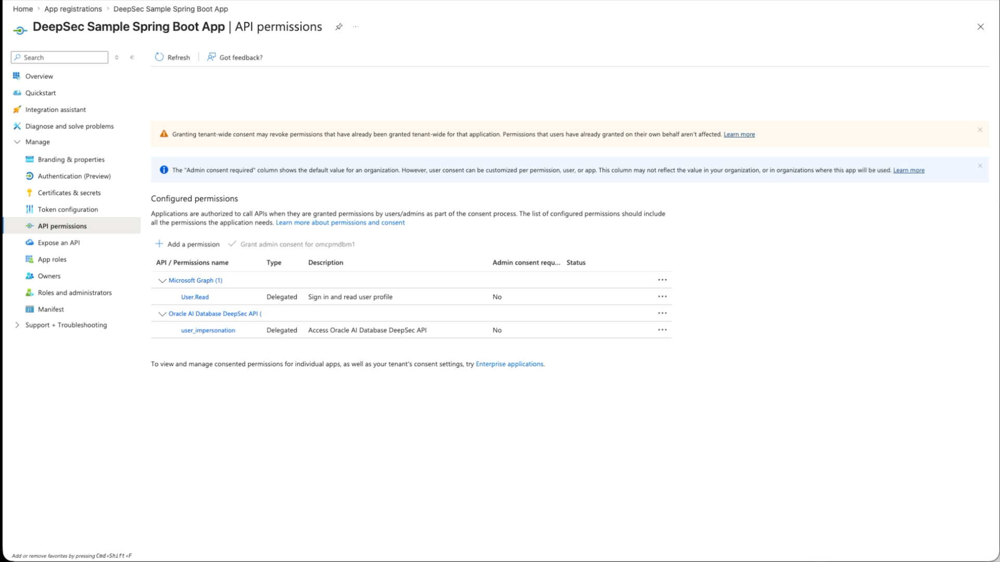 Home > App registrations > DeepSec Sample Spring Boot App
DeepSec Sample Spring Boot App | API permissions
Search
Refresh
Got feedback?
Overview
Quickstart
Integration assistant
Diagnose and solve problems
Manage
Branding & properties
Authentication (Preview)
Certificates & secrets
Token configuration
API permissions
Expose an API
App roles
Owners
Roles and administrators
Manifest
Support + Troubleshooting
Granting tenant-wide consent may revoke permissions that have already been granted tenant-wide for that application. Permissions that users have already granted on their own behalf aren't affected. Learn more
The "Admin consent required" column shows the default value for an organization. However, user consent can be customized per permission, user, or app. This column may not reflect the value in your organization, or in organizations where this app will be used. Learn more
Configured permissions
Applications are authorized to call APIs when they are granted permissions by users/admins as part of the consent process. The list of configured permissions should include
all the permissions the application needs. Learn more about permissions and consent
Add a permission
Grant admin consent for omcpmdbm1
API / Permissions name Type Description Admin consent requ... Status
Microsoft Graph (1)
User.Read Delegated Sign in and read user profile No
Oracle AI Database DeepSec API (
user_impersonation Delegated Access Oracle AI Database DeepSec API No
To view and manage consented permissions for individual apps, as well as your tenant's consent settings, try Enterprise applications.
Add or remove favorites by pressing Cmd+Shift+F